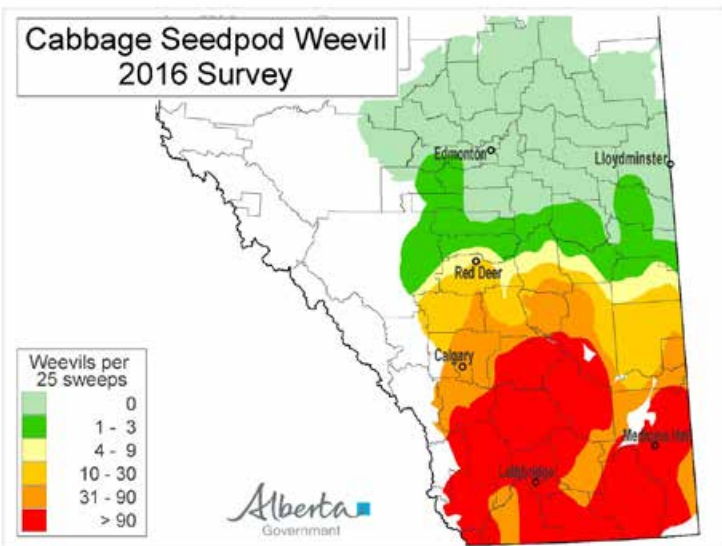 Cabbage Seedpod Weevil
2016 Survey
Edmonton
Lloydminster
Red Deer
Calgary
Medicine Hat
Lethbridge
Weevils per
25 sweeps
0
1 - 3
4 - 9
10 - 30
31 - 90
> 90
Alberta
Government